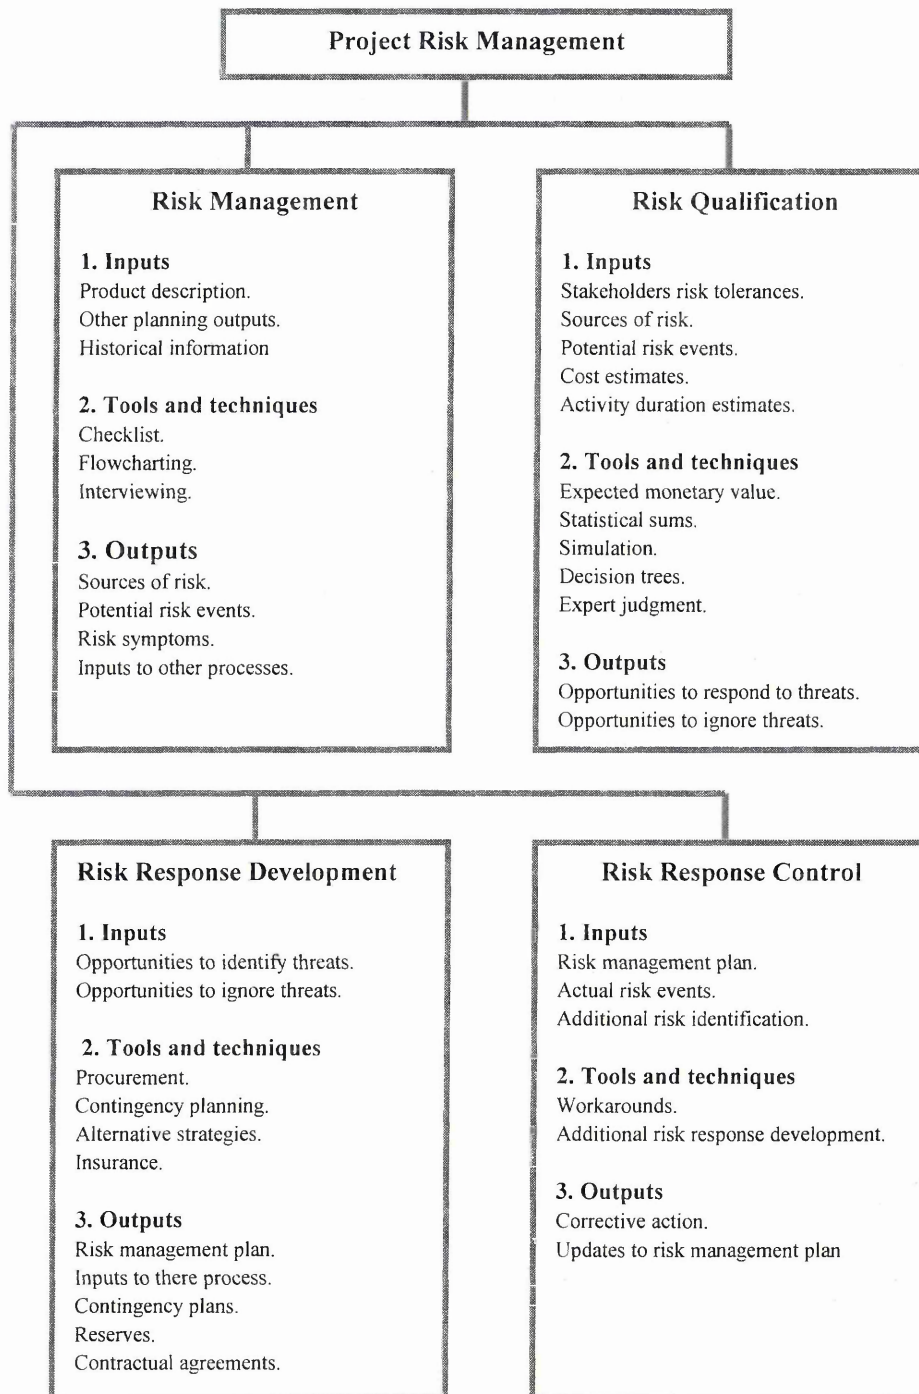 Project Risk Management
Risk Management
1. Inputs
Product description.
Other planning outputs.
Historical information
2. Tools and techniques
Checklist.
Flowcharting.
Interviewing.
3. Outputs
Sources of risk.
Potential risk events.
Risk symptoms.
Inputs to other processes.
Risk Qualification
1. Inputs
Stakeholders risk tolerances.
Sources of risk.
Potential risk events.
Cost estimates.
Activity duration estimates.
2. Tools and techniques
Expected monetary value.
Statistical sums.
Simulation.
Decision trees.
Expert judgment.
3. Outputs
Opportunities to respond to threats.
Opportunities to ignore threats.
Risk Response Development
1. Inputs
Opportunities to identify threats.
Opportunities to ignore threats.
2. Tools and techniques
Procurement.
Contingency planning.
Alternative strategies.
Insurance.
3. Outputs
Risk management plan.
Inputs to there process.
Contingency plans.
Reserves.
Contractual agreements.
Risk Response Control
1. Inputs
Risk management plan.
Actual risk events.
Additional risk identification.
2. Tools and techniques
Workarounds.
Additional risk response development.
3. Outputs
Corrective action.
Updates to risk management plan